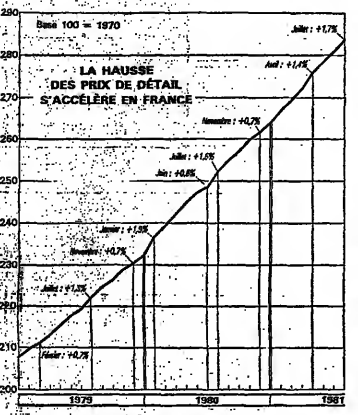 290
Base 100 = 1970
Juillet : +1,7%
280
Avril : +1,4%
LA HAUSSE
DES PRIX DE DÉTAIL
S'ACCÉLÈRE EN FRANCE
270
Novembre : +0,7%
260
Juillet : +1,5%
Juin : +0,6%
250
240
Janvier : +1,9%
Novembre : +0,7%
230
Juillet : +1,3%
220
210
Février : +0,7%
200
1979
1980
1981